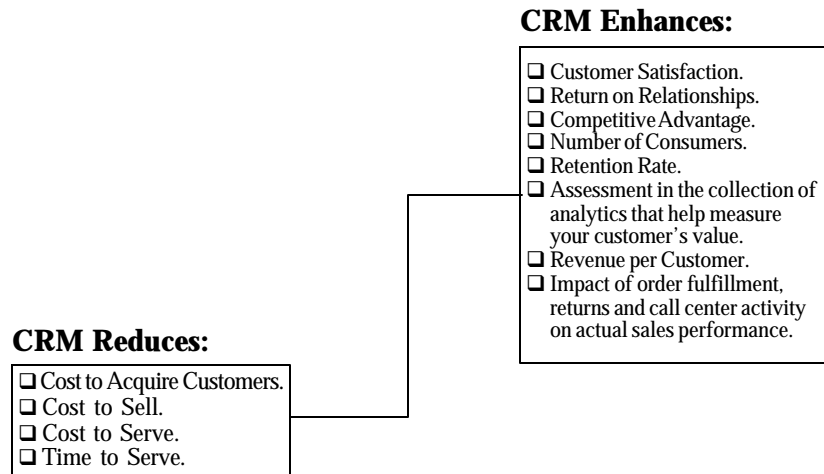 CRM Enhances:
❑ Customer Satisfaction.
❑ Return on Relationships.
❑ Competitive Advantage.
❑ Number of Consumers.
❑ Retention Rate.
❑ Assessment in the collection of
analytics that help measure
your customer's value.
❑ Revenue per Customer.
❑ Impact of order fulfillment,
returns and call center activity
on actual sales performance.
CRM Reduces:
❑ Cost to Acquire Customers.
❑ Cost to Sell.
❑ Cost to Serve.
❑ Time to Serve.